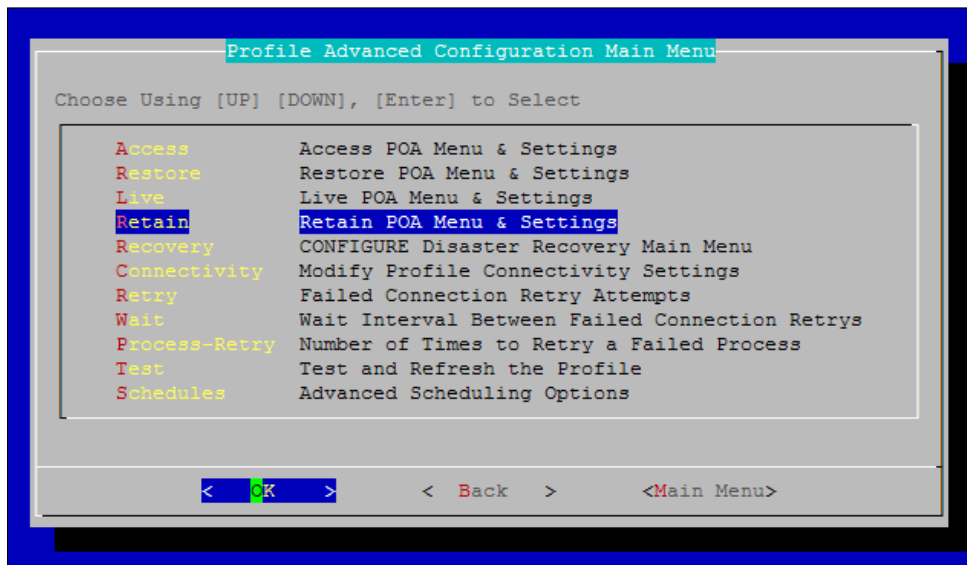 Profile Advanced Configuration Main Menu
Choose Using [UP] [DOWN], [Enter] to Select
Access Access POA Menu & Settings
Restore Restore POA Menu & Settings
Live Live POA Menu & Settings
Retain Retain POA Menu & Settings
Recovery CONFIGURE Disaster Recovery Main Menu
Connectivity Modify Profile Connectivity Settings
Retry Failed Connection Retry Attempts
Wait Wait Interval Between Failed Connection Retrys
Process-Retry Number of Times to Retry a Failed Process
Test Test and Refresh the Profile
Schedules Advanced Scheduling Options
< OK > < Back > <Main Menu>